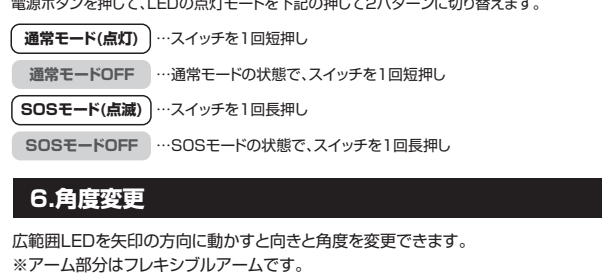 電源ボタンを押して、LEDの点灯モードを下記の押して2パターンに切り替えます。
通常モード(点灯) …スイッチを1回短押し
通常モードOFF …通常モードの状態で、スイッチを1回短押し
SOSモード(点滅) …スイッチを1回長押し
SOSモードOFF …SOSモードの状態で、スイッチを1回長押し
6.角度変更
広範囲LEDを矢印の方向に動かすと向きと角度を変更できます。
※アーム部分はフレキシブルアームです。